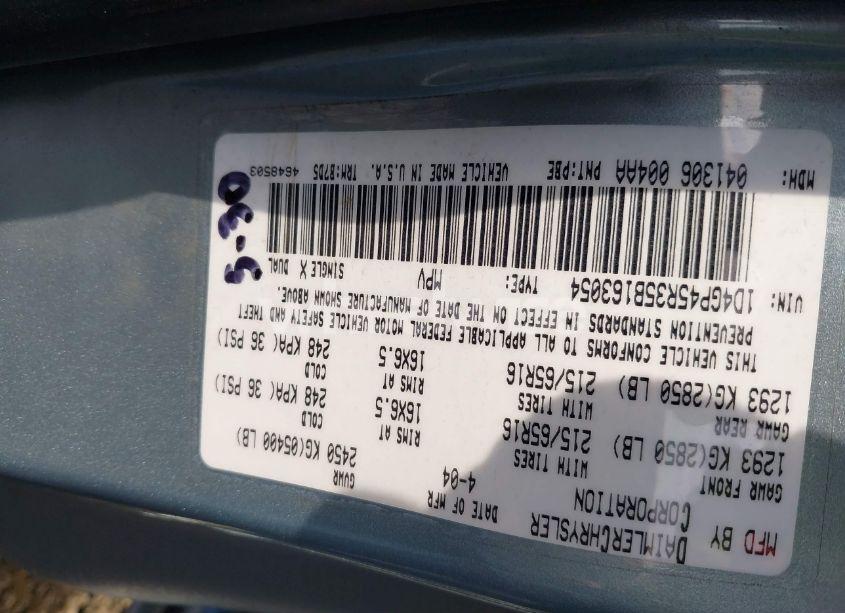 MFD BY DAIMLERCHRYSLER CORPORATION
DATE OF MFR 4-04
GVWR 2450 KG(05400 LB)
GAWR FRONT 1293 KG(2850 LB)
WITH TIRES 215/65R16
RIMS AT 16X6.5
COLD 248 KPA( 36 PSI)
GAWR REAR 1293 KG(2850 LB)
WITH TIRES 215/65R16
RIMS AT 16X6.5
COLD 248 KPA( 36 PSI)
THIS VEHICLE CONFORMS TO ALL APPLICABLE FEDERAL MOTOR VEHICLE SAFETY AND THEFT
PREVENTION STANDARDS IN EFFECT ON THE DATE OF MANUFACTURE SHOWN ABOVE.
VIN: 1D4GP45R35B163054 TYPE: MPV SINGLE X DUAL
MDH: 041306 004AA PNT:PBE VEHICLE MADE IN U.S.A. TRM:B7D5 4648503